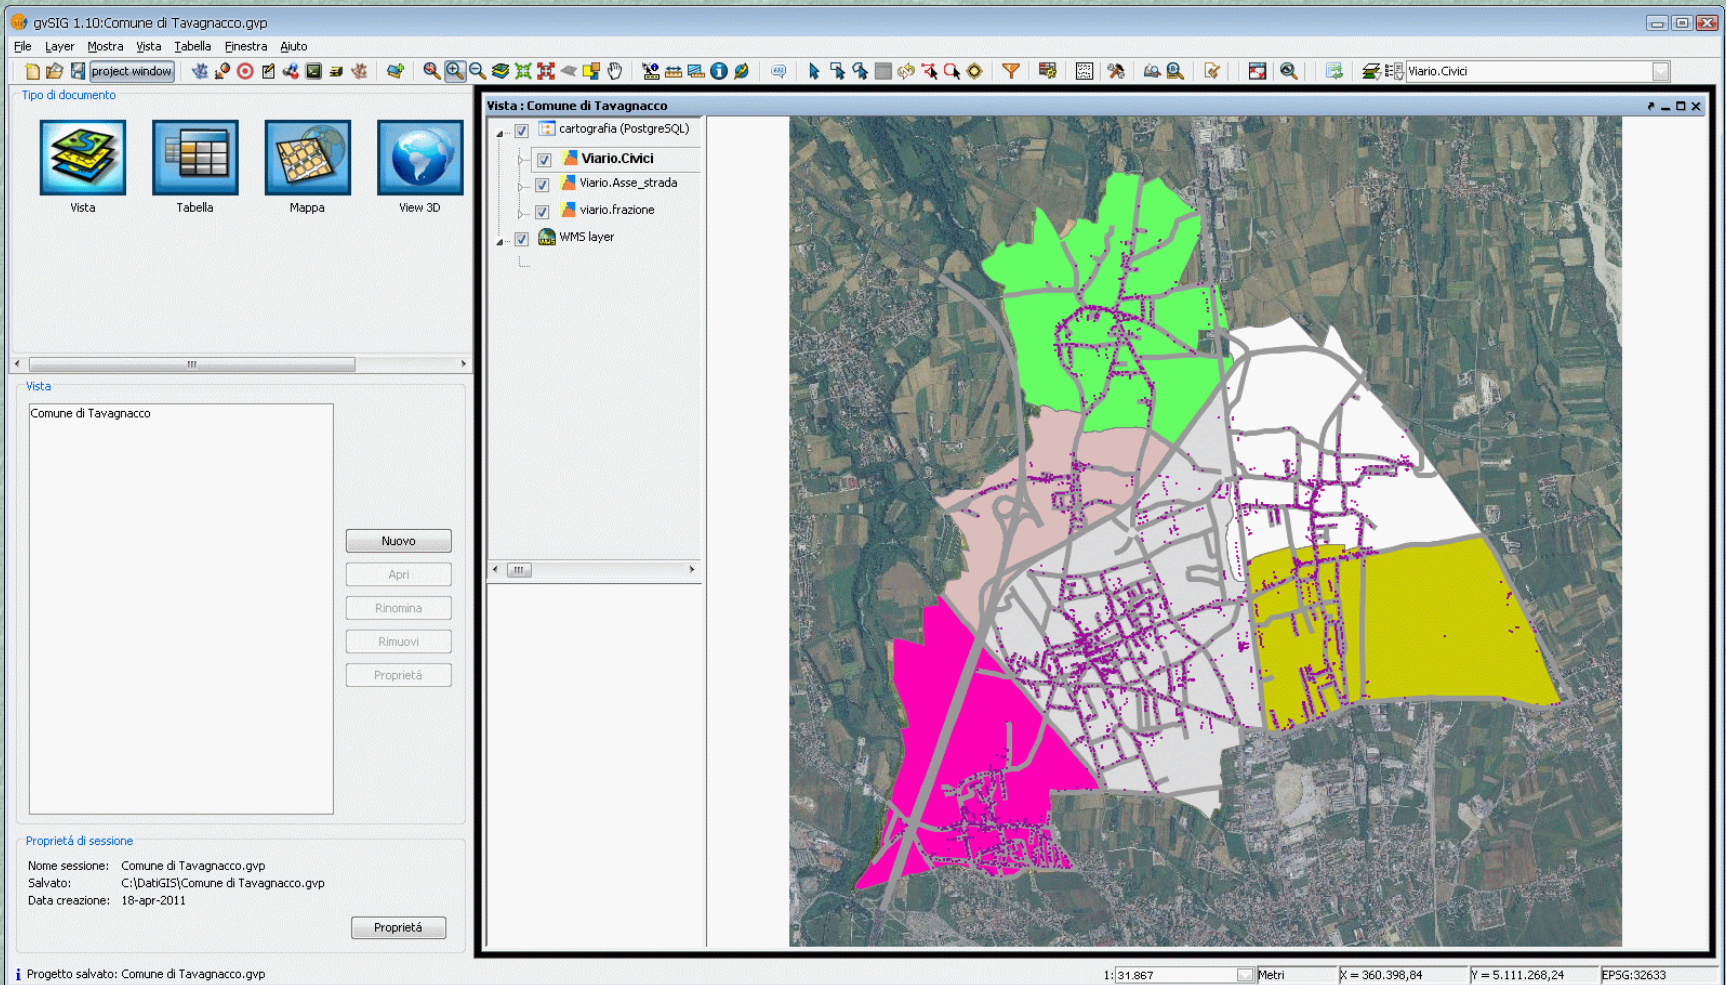 gvSIG 1.10:Comune di Tavagnacco.gvp
File Layer Mostra Vista Tabella Finestra Aiuto
project window
Viario.Civici
Tipo di documento
Vista Tabella Mappa View 3D
Vista
Comune di Tavagnacco
Nuovo
Apri
Rinomina
Rimuovi
Proprietá
Proprietá di sessione
Nome sessione: Comune di Tavagnacco.gvp
Salvato: C:\DatiGIS\Comune di Tavagnacco.gvp
Data creazione: 18-apr-2011
Proprietá
Vista : Comune di Tavagnacco
cartografia (PostgreSQL)
Viario.Civici
Viario.Asse_strada
viario.frazione
WMS layer
Progetto salvato: Comune di Tavagnacco.gvp
1: 31.867 Metri X = 360.398,84 Y = 5.111.268,24 EPSG:32633